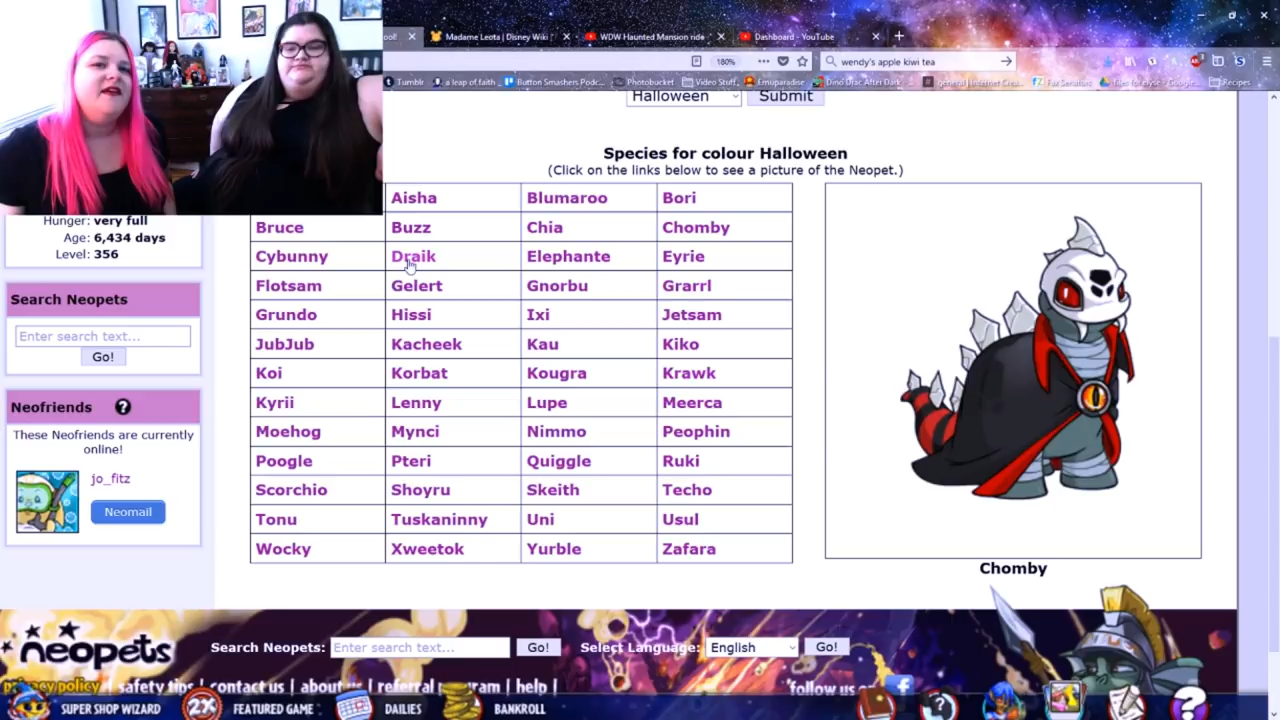 Madame Leota | Disney Wiki
WDW Haunted Mansion ride
Dashboard - YouTube
180%
wendy's apple kiwi tea
Tumblr
a leap of faith
Button Smashers Podc...
Photobucket
Video Stuff
Emuparadise
Dino Dracula After Dark
Recipes
Halloween
Submit
Species for colour Halloween
(Click on the links below to see a picture of the Neopet.)
Aisha Blumaroo Bori
Bruce Buzz Chia Chomby
Cybunny Draik Elephante Eyrie
Flotsam Gelert Gnorbu Grarrl
Grundo Hissi Ixi Jetsam
JubJub Kacheek Kau Kiko
Koi Korbat Kougra Krawk
Kyrii Lenny Lupe Meerca
Moehog Mynci Nimmo Peophin
Poogle Pteri Quiggle Ruki
Scorchio Shoyru Skeith Techo
Tonu Tuskaninny Uni Usul
Wocky Xweetok Yurble Zafara
Chomby
Hunger: very full
Age: 6,434 days
Level: 356
Search Neopets
Enter search text...
Go!
Neofriends ?
These Neofriends are currently
online!
jo_fitz
Neomail
neopets
Search Neopets: Enter search text... Go! Select Language: English Go!
privacy policy | safety tips | contact us | about us | referral program | help |
follow us on
SUPER SHOP WIZARD
2X FEATURED GAME
DAILIES
BANKROLL